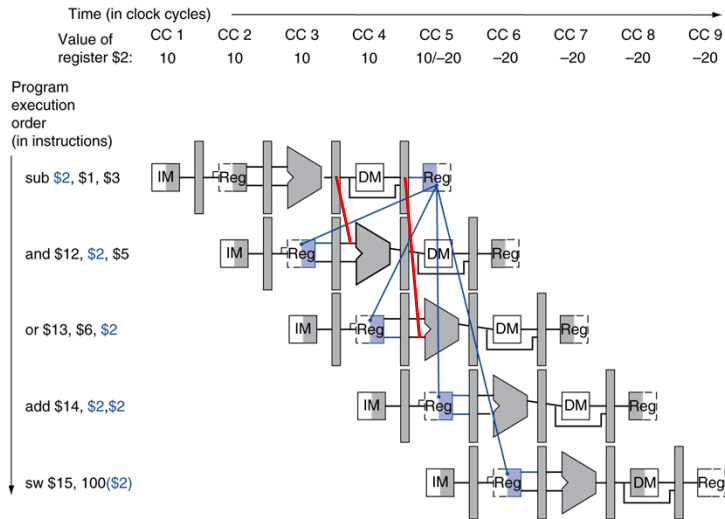 Time (in clock cycles)
Value of register $2:
CC 1 CC 2 CC 3 CC 4 CC 5 CC 6 CC 7 CC 8 CC 9
10 10 10 10 10/–20 –20 –20 –20 –20
Program
execution
order
(in instructions)
sub $2, $1, $3
IM Reg DM Reg
and $12, $2, $5
IM Reg DM Reg
or $13, $6, $2
IM Reg DM Reg
add $14, $2,$2
IM Reg DM Reg
sw $15, 100($2)
IM Reg DM Reg